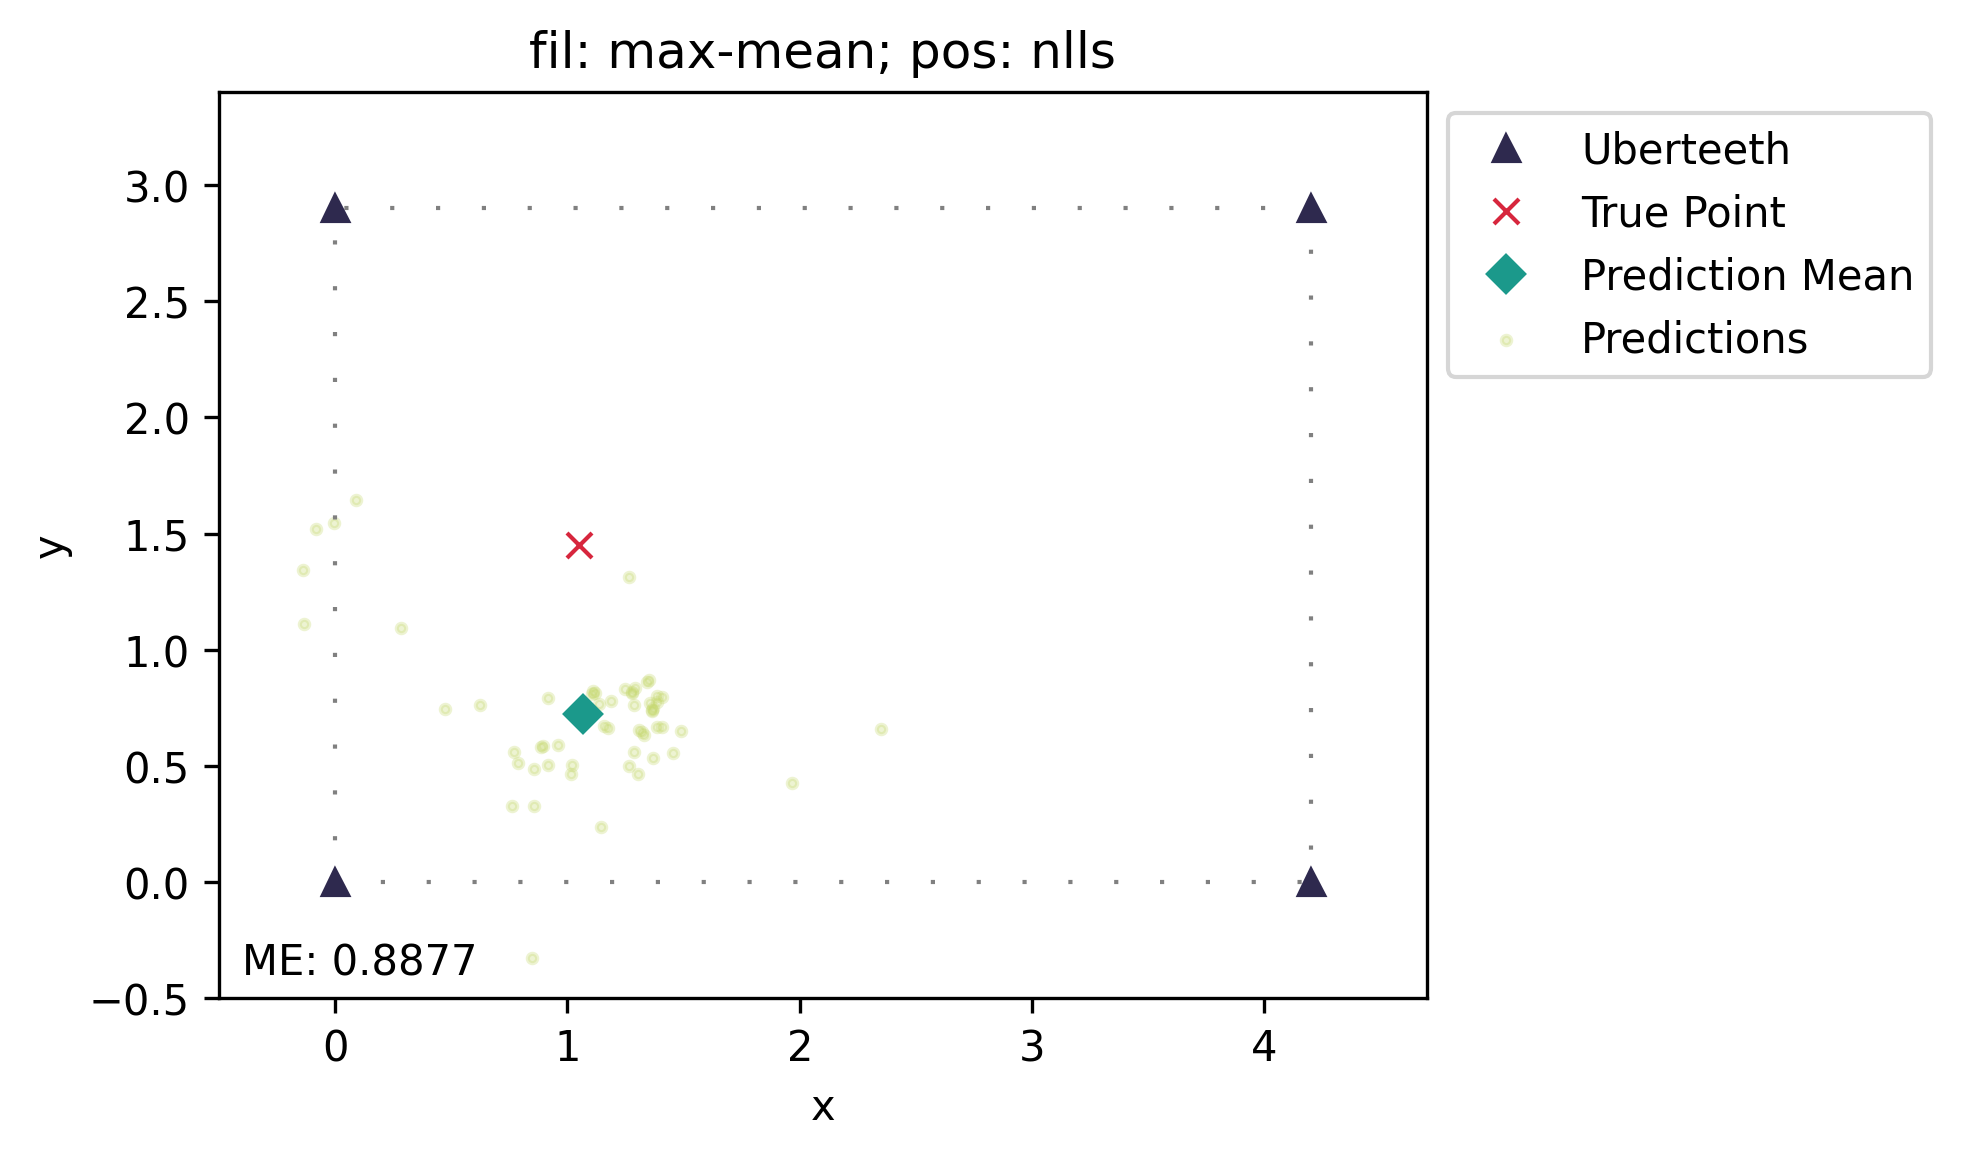 fil: max-mean; pos: nlls
Uberteeth
True Point
Prediction Mean
Predictions
3.0
2.5
2.0
1.5
1.0
0.5
0.0
−0.5
y
ME: 0.8877
0 1 2 3 4
x